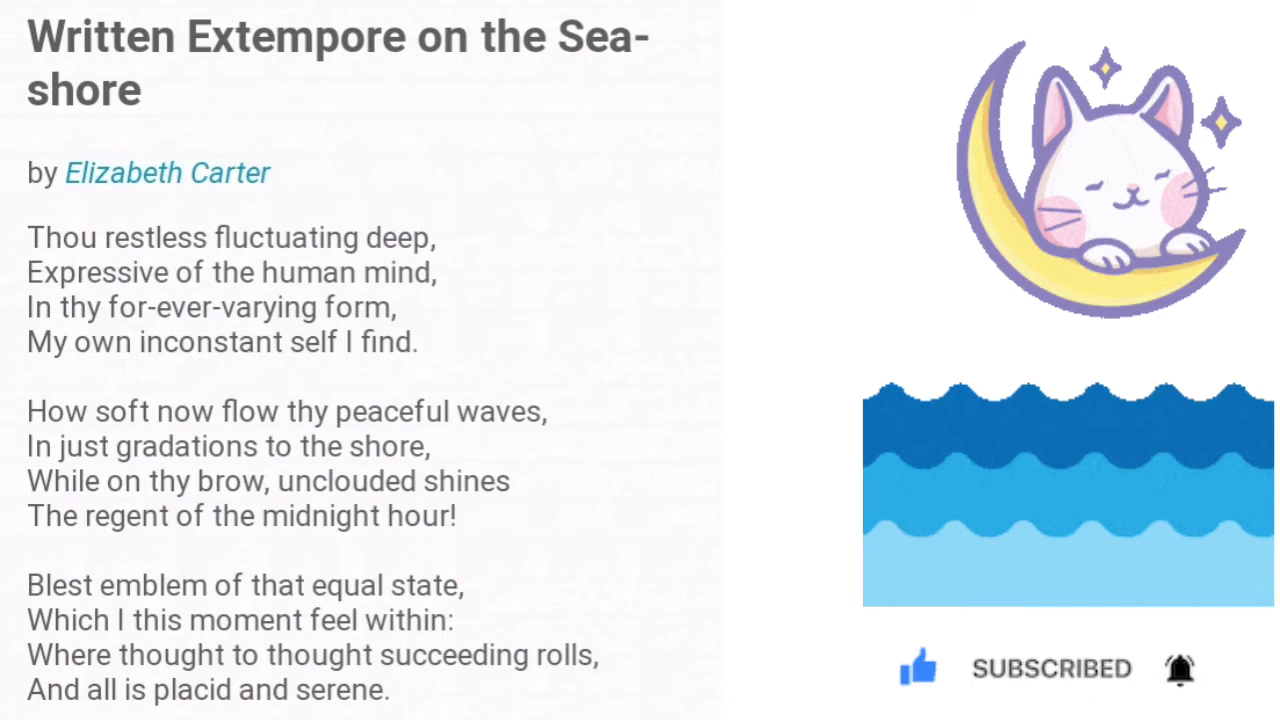 Written Extempore on the Sea-
shore
by Elizabeth Carter
Thou restless fluctuating deep,
Expressive of the human mind,
In thy for-ever-varying form,
My own inconstant self I find.
How soft now flow thy peaceful waves,
In just gradations to the shore,
While on thy brow, unclouded shines
The regent of the midnight hour!
Blest emblem of that equal state,
Which I this moment feel within:
Where thought to thought succeeding rolls,
And all is placid and serene.
SUBSCRIBED